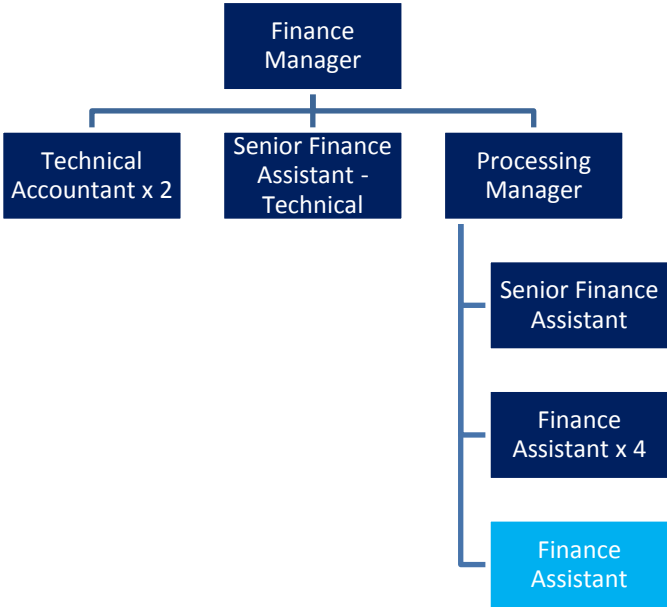 Finance
Manager
Technical
Accountant x 2
Senior Finance
Assistant -
Technical
Processing
Manager
Senior Finance
Assistant
Finance
Assistant x 4
Finance
Assistant